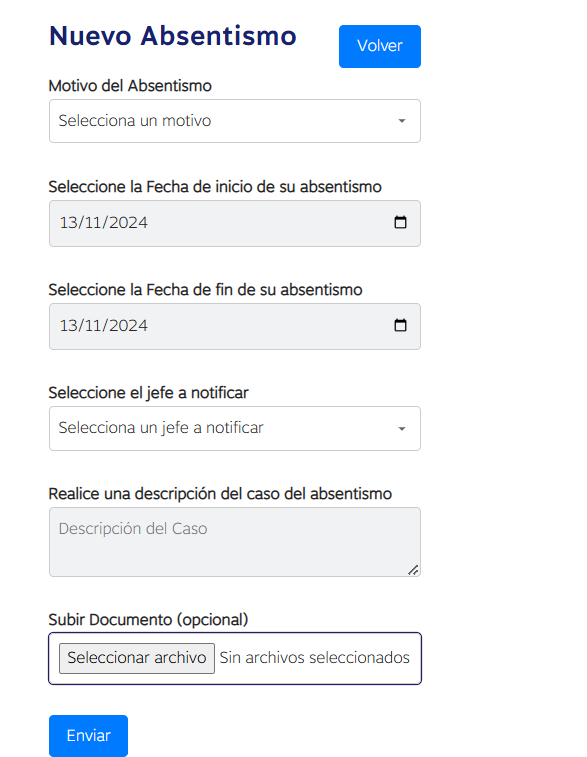 Nuevo Absentismo
Volver
Motivo del Absentismo
Selecciona un motivo
Seleccione la Fecha de inicio de su absentismo
13/11/2024
Seleccione la Fecha de fin de su absentismo
13/11/2024
Seleccione el jefe a notificar
Selecciona un jefe a notificar
Realice una descripción del caso del absentismo
Descripción del Caso
Subir Documento (opcional)
Seleccionar archivo Sin archivos seleccionados
Enviar